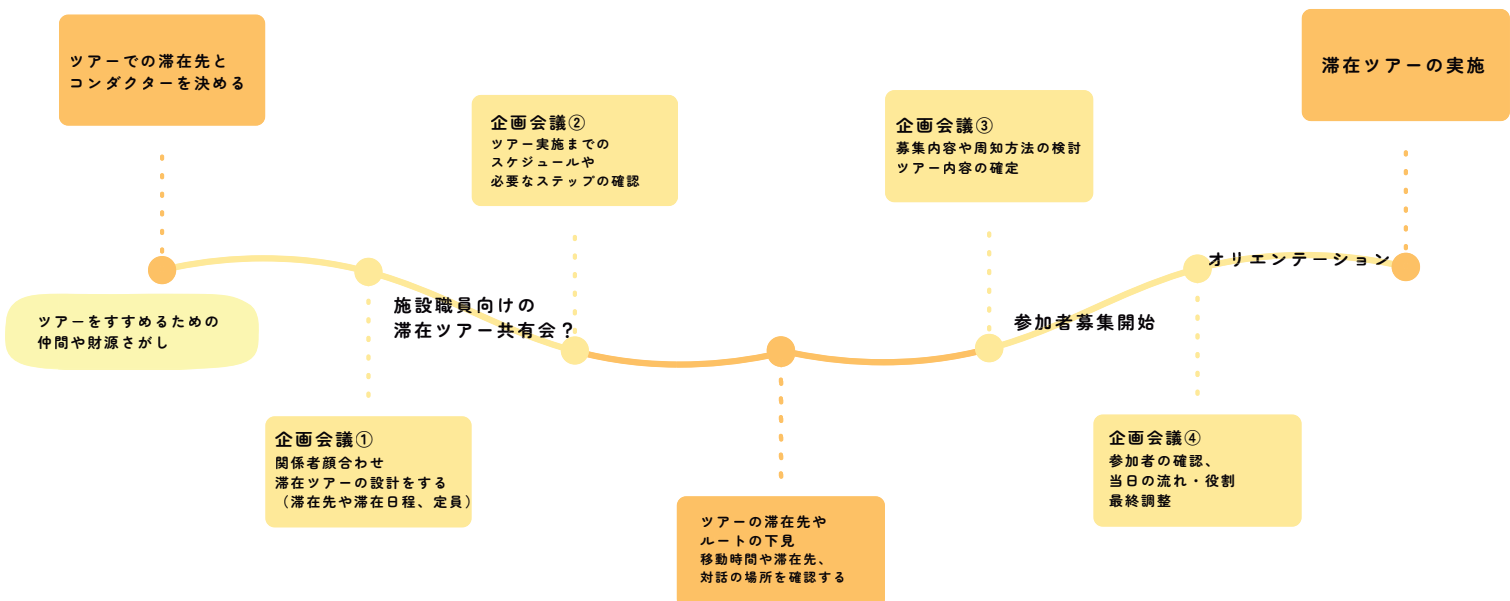 ツアーでの滞在先と
コンダクターを決める
ツアーをすすめるための
仲間や財源さがし
企画会議①
関係者顔合わせ
滞在ツアーの設計をする
（滞在先や滞在日程、定員）
施設職員向けの
滞在ツアー共有会？
企画会議②
ツアー実施までの
スケジュールや
必要なステップの確認
ツアーの滞在先や
ルートの下見
移動時間や滞在先、
対話の場所を確認する
企画会議③
募集内容や周知方法の検討
ツアー内容の確定
参加者募集開始
企画会議④
参加者の確認、
当日の流れ・役割
最終調整
オリエンテーション
滞在ツアーの実施